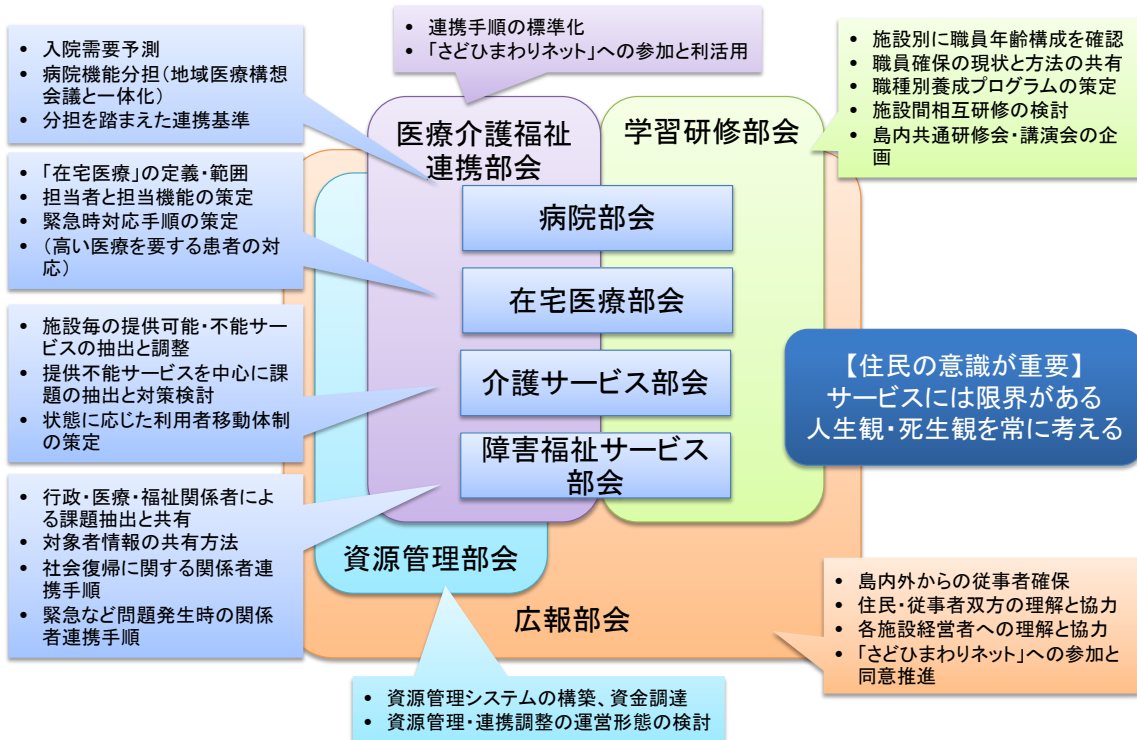 • 連携手順の標準化
• 「さどひまわりネット」への参加と利活用
• 入院需要予測
• 病院機能分担(地域医療構想
会議と一体化)
• 分担を踏まえた連携基準
• 施設別に職員年齢構成を確認
• 職員確保の現状と方法の共有
• 職種別養成プログラムの策定
• 施設間相互研修の検討
• 島内共通研修会・講演会の企
画
医療介護福祉
連携部会
学習研修部会
• 「在宅医療」の定義・範囲
• 担当者と担当機能の策定
• 緊急時対応手順の策定
• (高い医療を要する患者の対
応)
病院部会
在宅医療部会
介護サービス部会
障害福祉サービス
部会
• 施設毎の提供可能・不能サー
ビスの抽出と調整
• 提供不能サービスを中心に課
題の抽出と対策検討
• 状態に応じた利用者移動体制
の策定
【住民の意識が重要】
サービスには限界がある
人生観・死生観を常に考える
• 行政・医療・福祉関係者によ
る課題抽出と共有
• 対象者情報の共有方法
• 社会復帰に関する関係者連
携手順
• 緊急など問題発生時の関係
者連携手順
資源管理部会
広報部会
• 島内外からの従事者確保
• 住民・従事者双方の理解と協力
• 各施設経営者への理解と協力
• 「さどひまわりネット」への参加と
同意推進
• 資源管理システムの構築、資金調達
• 資源管理・連携調整の運営形態の検討